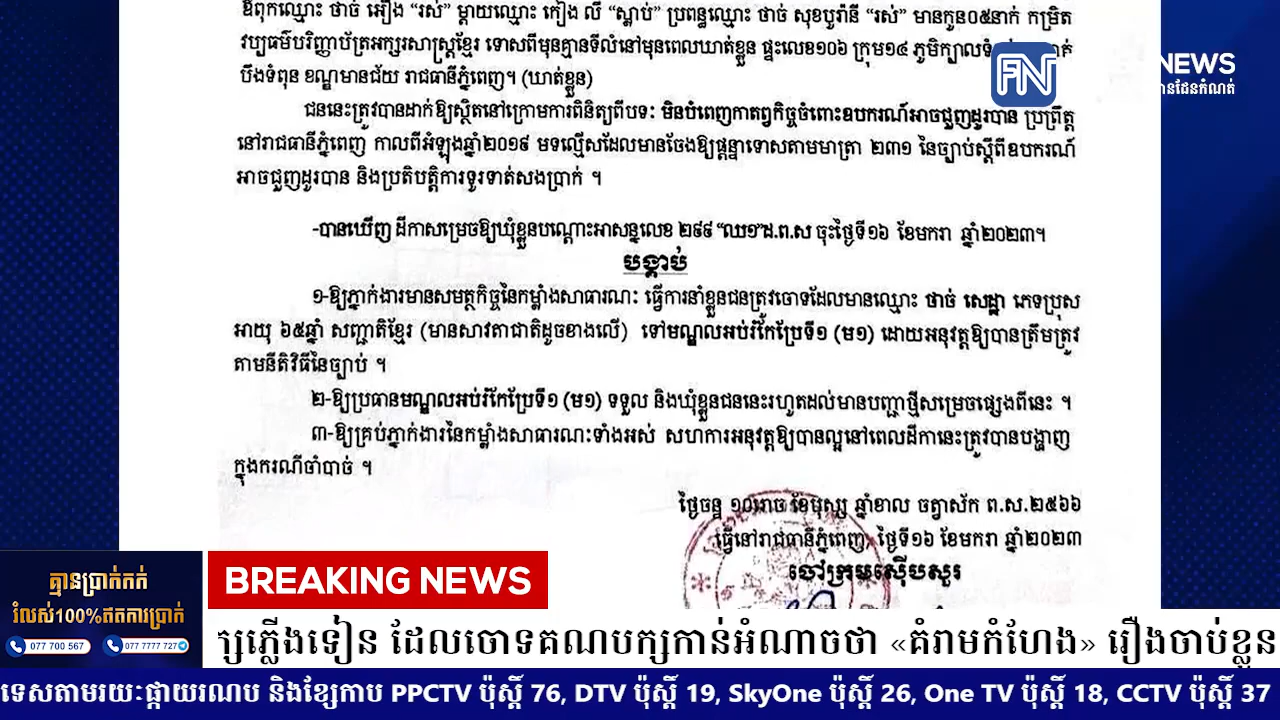 ឱពុកឈ្មោះ ថាច់ អឿង “រស់” ម្ដាយឈ្មោះ កៀង លី “ស្លាប់” ប្រពន្ធឈ្មោះ ថាច់ សុខបូរ៉ានី “រស់” មានកូន០៥នាក់ កម្រិត
វប្បធម៌បរិញ្ញាប័ត្រអក្សរសាស្ត្រខ្មែរ ទោសពីមុនគ្មានទីលំនៅមុនពេលឃាត់ខ្លួន ផ្ទះលេខ១០៦ ក្រុម១៤ ភូមិក្បាលទំ
បឹងទំពុន ខណ្ឌមានជ័យ រាជធានីភ្នំពេញ។ (ឃាត់ខ្លួន)
FN
NEWS
មានដែនកំណត់
ជននេះត្រូវបានដាក់ឱ្យស្ថិតនៅក្រោមការពិនិត្យពីបទៈ មិនបំពេញកាតព្វកិច្ចចំពោះឧបករណ៍អាចជួញដូរបាន ប្រព្រឹត្ត
នៅរាជធានីភ្នំពេញ កាលពីអំឡុងឆ្នាំ២០១៩ មទល្មើសដែលមានចែងឱ្យផ្ដន្ទាទោសតាមមាត្រា ២៣១ នៃច្បាប់ស្ដីពីឧបករណ៍
អាចជួញដូរបាន និងប្រតិបត្តិការទូរទាត់សងប្រាក់ ។
-បានឃើញ ដីកាសម្រេចឱ្យឃុំខ្លួនបណ្ដោះអាសន្នលេខ ២៩៩ “ឈ១”ដ.ព.ស ចុះថ្ងៃទី១៦ ខែមករា ឆ្នាំ២០២៣។
បង្គាប់
១-ឱ្យភ្នាក់ងារមានសមត្ថកិច្ចនៃកម្លាំងសាធារណៈ ធ្វើការនាំខ្លួនជនត្រូវចោទដែលមានឈ្មោះ ថាច់ សេដ្ឋា ភេទប្រុស
អាយុ ៦៥ឆ្នាំ សញ្ជាតិខ្មែរ (មានសាវតាជាតិដូចខាងលើ) ទៅមណ្ឌលអប់រំកែប្រែទី១ (ម១) ដោយអនុវត្តឱ្យបានត្រឹមត្រូវ
តាមនីតិវិធីនៃច្បាប់ ។
២-ឱ្យប្រធានមណ្ឌលអប់រំកែប្រែទី១ (ម១) ទទួល និងឃុំខ្លួនជននេះរហូតដល់មានបញ្ជាថ្មីសម្រេចផ្សេងពីនេះ ។
៣-ឱ្យគ្រប់ភ្នាក់ងារនៃកម្លាំងសាធារណៈទាំងអស់ សហការអនុវត្តឱ្យបានល្អនៅពេលដីកានេះត្រូវបានបង្ហាញ
ក្នុងករណីចាំបាច់ ។
ថ្ងៃចន្ទ ១០រោច ខែបុស្ស ឆ្នាំខាល ចត្វាស័ក ព.ស.២៥៦៦
ធ្វើនៅរាជធានីភ្នំពេញ, ថ្ងៃទី១៦ ខែមករា ឆ្នាំ២០២៣
ចៅក្រមស៊ើបសួរ
គ្មានប្រាក់កក់
រំលស់100%ឥតការប្រាក់
077 700 567
077 7777 727
BREAKING NEWS
ក្សភ្លើងទៀន ដែលចោទគណបក្សកាន់អំណាចថា «គំរាមកំហែង» រឿងចាប់ខ្លួន
ទេសតាមរយៈផ្កាយរណប និងខ្សែកាប PPCTV ប៉ុស្តិ៍ 76, DTV ប៉ុស្តិ៍ 19, SkyOne ប៉ុស្តិ៍ 26, One TV ប៉ុស្តិ៍ 18, CCTV ប៉ុស្តិ៍ 37